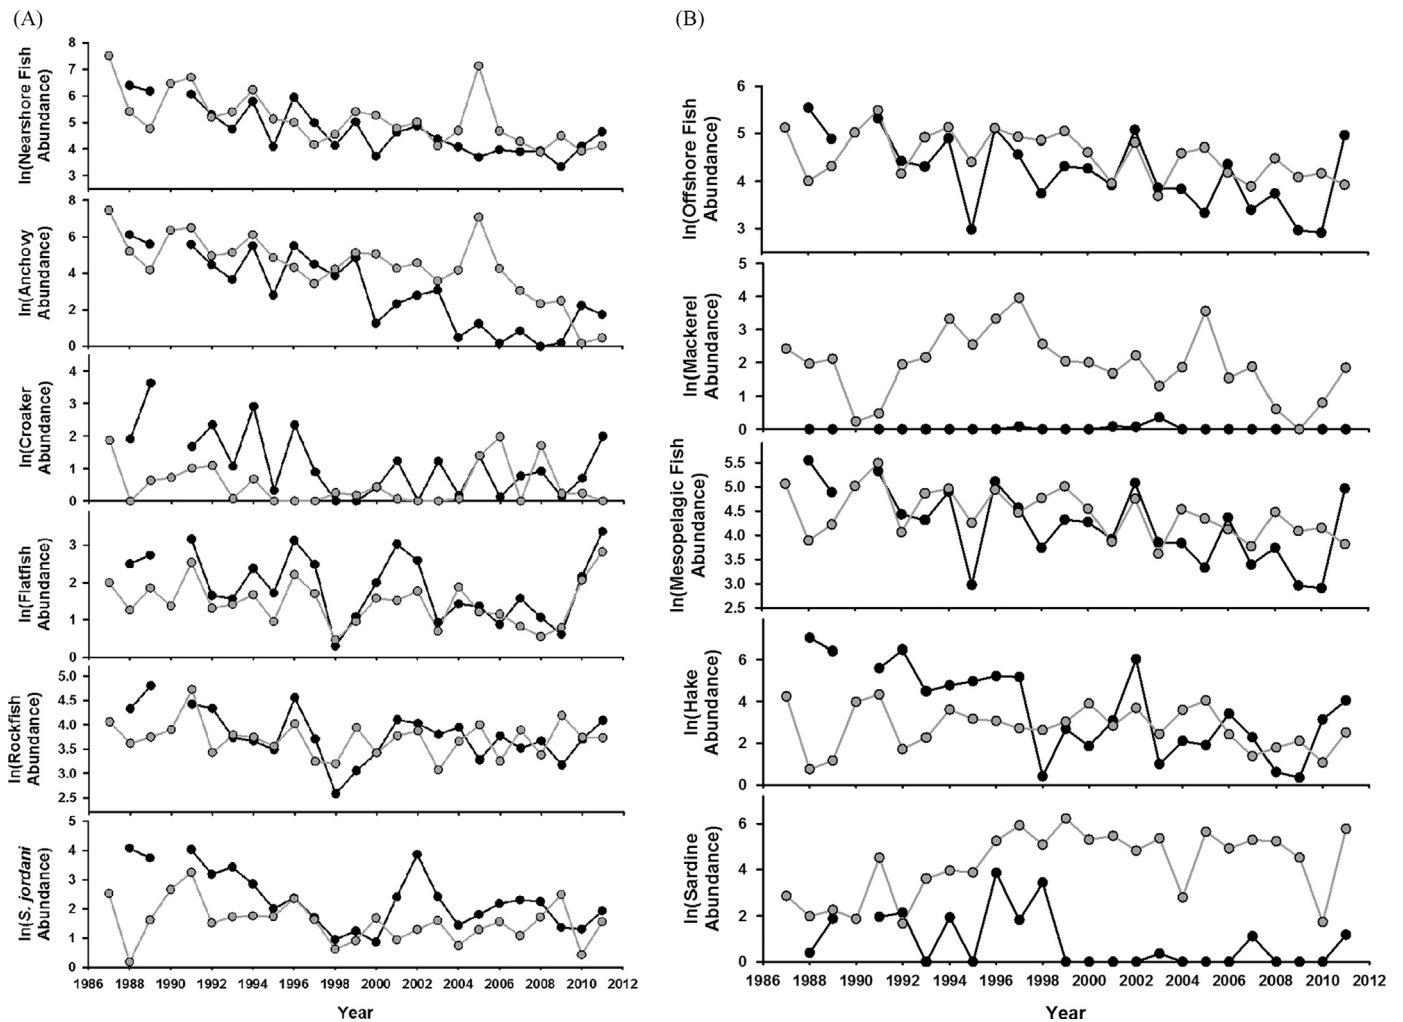 (A)
ln(Nearshore Fish
Abundance)
8
7
6
5
4
3
ln(Anchovy
Abundance)
8
6
4
2
0
ln(Croaker
Abundance)
4
3
2
1
0
ln(Flatfish
Abundance)
3
2
1
0
ln(Rockfish
Abundance)
5.0
4.5
4.0
3.5
3.0
2.5
ln(S. jordani
Abundance)
5
4
3
2
1
0
1986 1988 1990 1992 1994 1996 1998 2000 2002 2004 2006 2008 2010 2012
Year
(B)
ln(Offshore Fish
Abundance)
6
5
4
3
ln(Mackerel
Abundance)
5
4
3
2
1
0
ln(Mesopelagic Fish
Abundance)
5.5
5.0
4.5
4.0
3.5
3.0
2.5
ln(Hake
Abundance)
6
4
2
0
ln(Sardine
Abundance)
6
4
2
0
1986 1988 1990 1992 1994 1996 1998 2000 2002 2004 2006 2008 2010 2012
Year